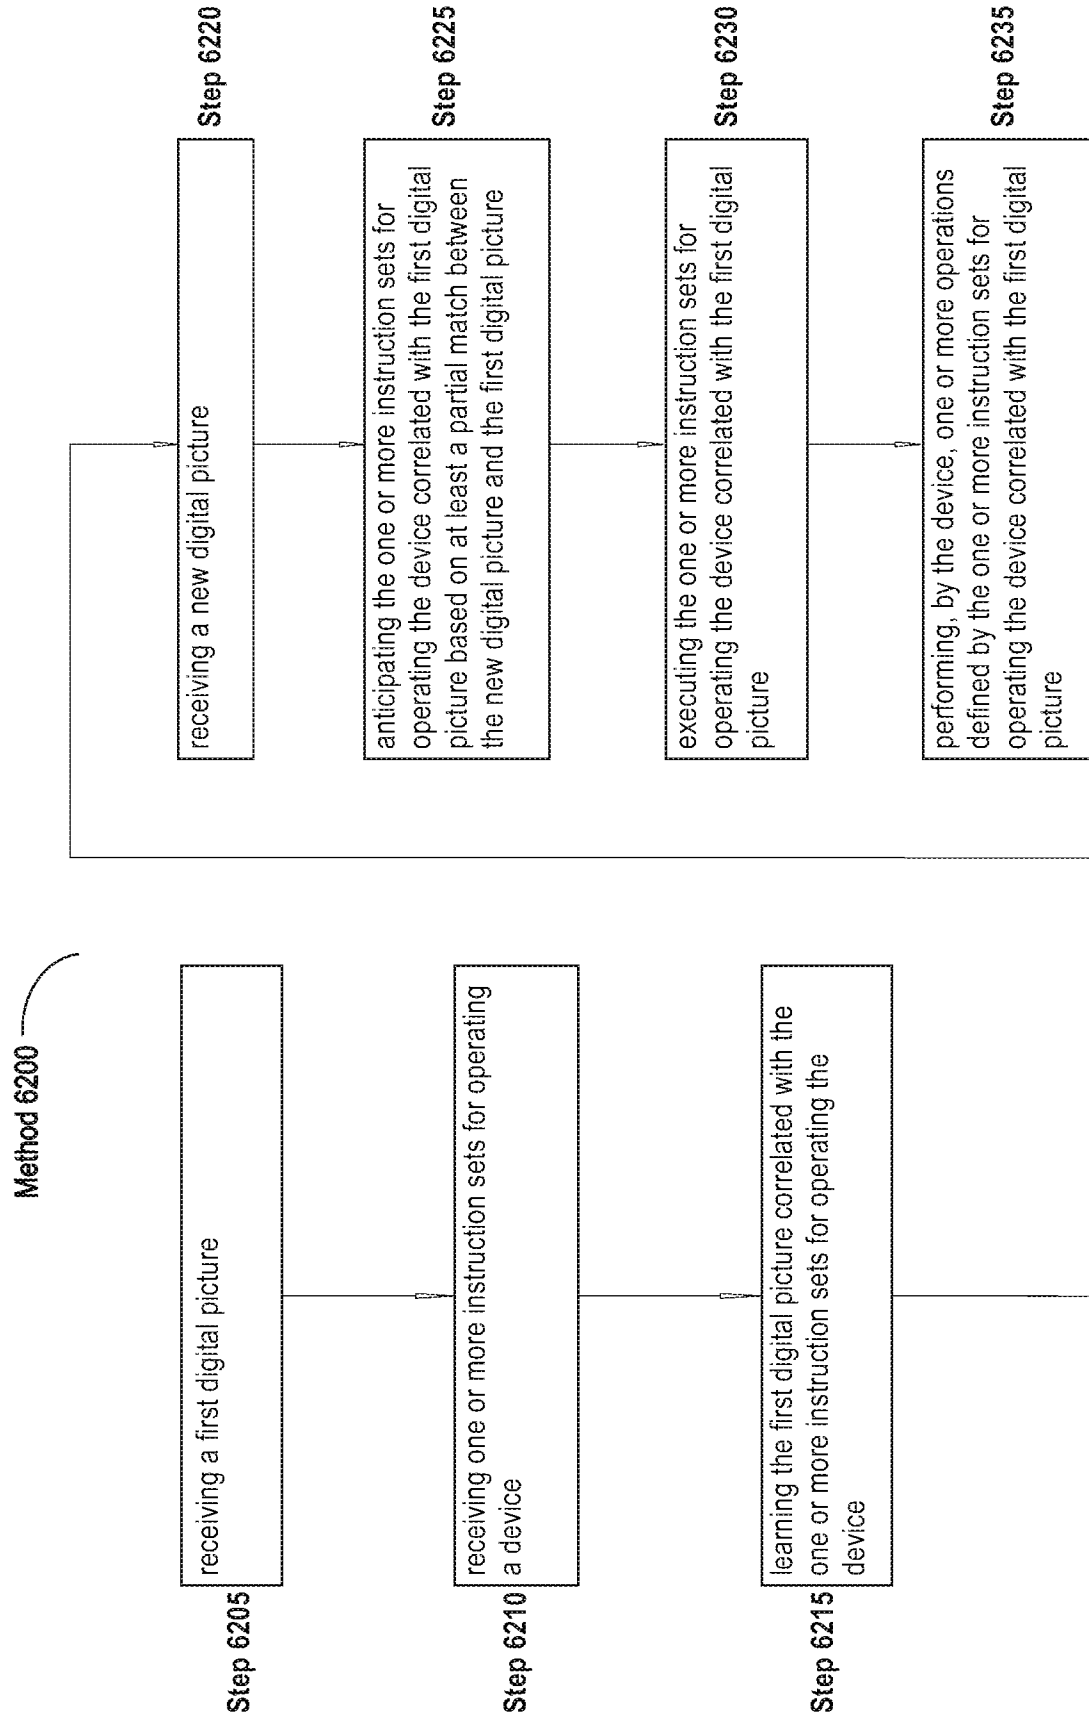 Method 6200
Step 6205
receiving a first digital picture
Step 6210
receiving one or more instruction sets for operating
a device
Step 6215
learning the first digital picture correlated with the
one or more instruction sets for operating the
device
Step 6220
receiving a new digital picture
Step 6225
anticipating the one or more instruction sets for
operating the device correlated with the first digital
picture based on at least a partial match between
the new digital picture and the first digital picture
Step 6230
executing the one or more instruction sets for
operating the device correlated with the first digital
picture
Step 6235
performing, by the device, one or more operations
defined by the one or more instruction sets for
operating the device correlated with the first digital
picture